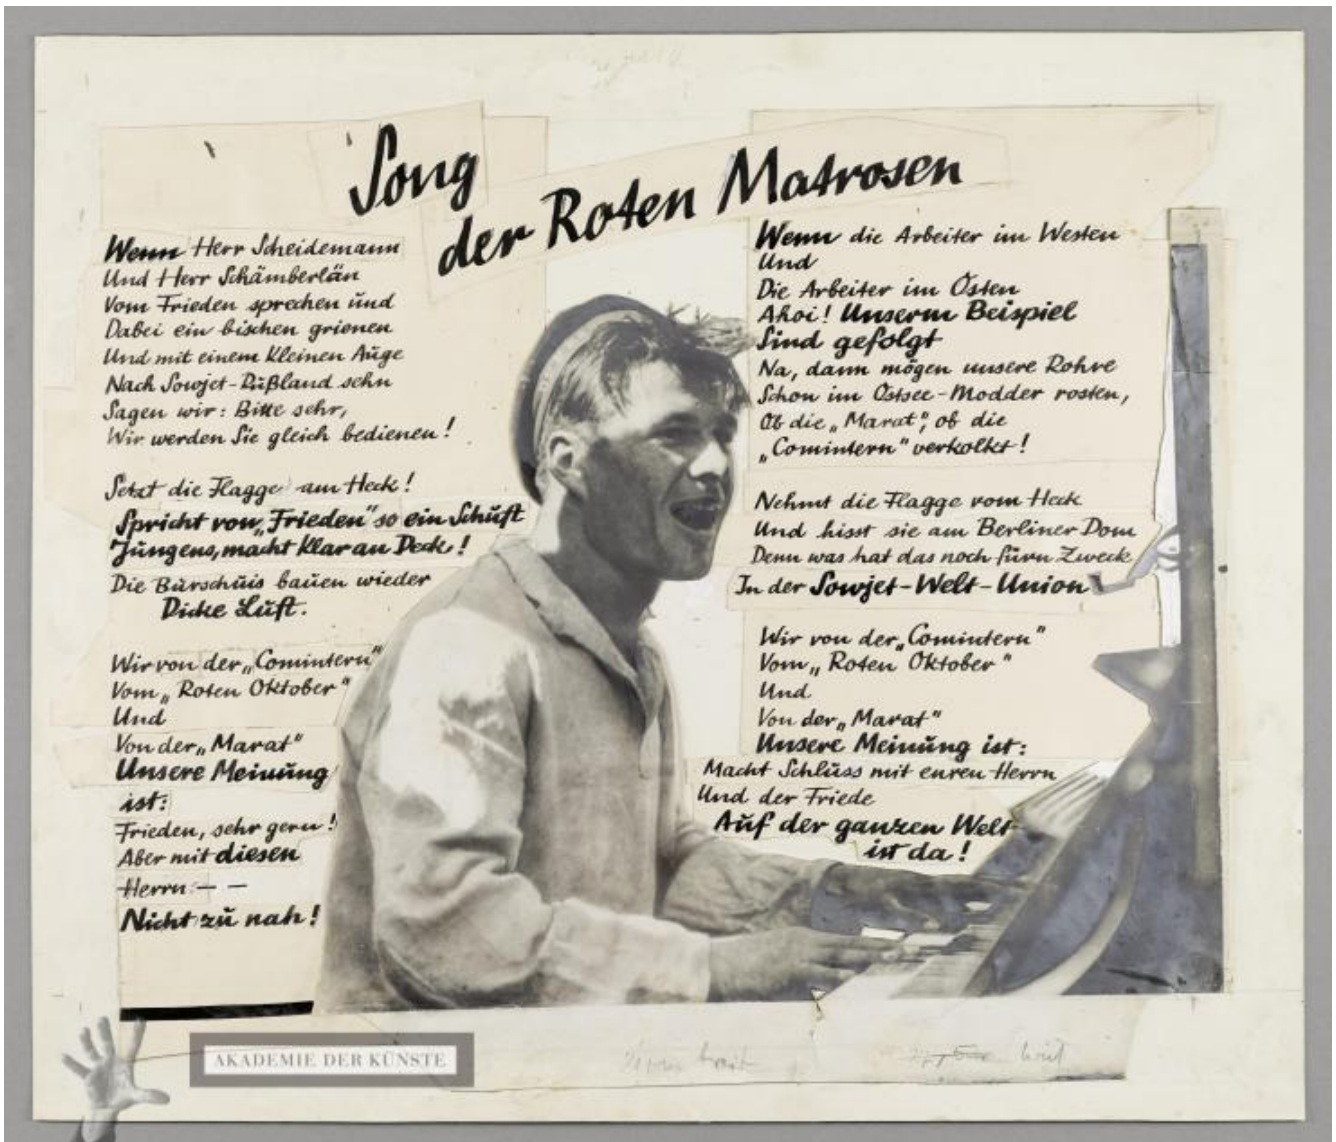 Song
der Roten Matrosen
Wenn Herr Scheidemann
Und Herr Schämberlän
Vom Frieden sprechen und
Dabei ein bischen grienen
Und mit einem Kleinen Auge
Nach Sowjet-Rußland sehn
Sagen wir: Bitte sehr,
Wir werden Sie gleich bedienen!
Setzt die Flagge am Heck!
Spricht von „Frieden" so ein Schuft
Jungens, macht Klar an Deck!
Die Burschuis bauen wieder
Dicke Luft.
Wir von der „Comintern"
Vom „Roten Oktober"
Und
Von der „Marat"
Unsere Meinung
ist:
Frieden, sehr gern!
Aber mit diesen
Herrn: — —
Nicht zu nah!
Wenn die Arbeiter im Westen
Und
Die Arbeiter im Osten
Ahoi! Unserm Beispiel
Sind gefolgt
Na, dann mögen unsere Rohre
Schon im Ostsee-Modder rosten,
Ob die „Marat", ob die
„Comintern" verkolkt!
Nehmt die Flagge vom Heck
Und hisst sie am Berliner Dom
Denn was hat das noch fürn Zweck
In der Sowjet-Welt-Union
Wir von der „Comintern"
Vom „Roten Oktober"
Und
Von der „Marat"
Unsere Meinung ist:
Macht Schluss mit euren Herrn
Und der Friede
Auf der ganzen Welt
ist da!
AKADEMIE DER KÜNSTE